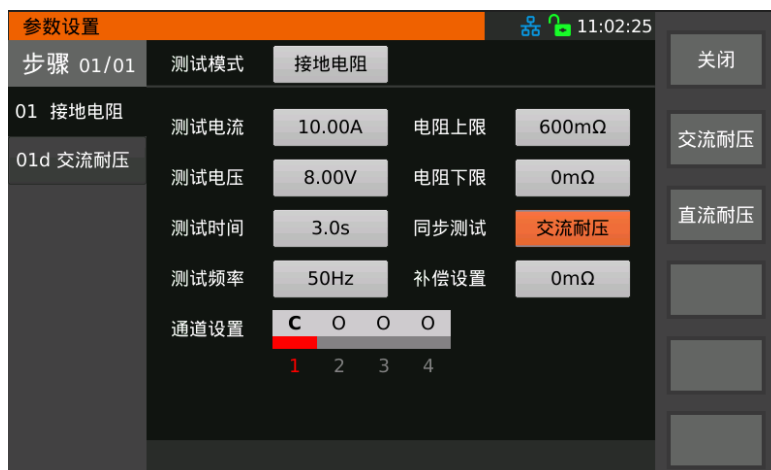 参数设置 11:02:25
步骤 01/01
测试模式 接地电阻
关闭
01 接地电阻
01d 交流耐压
测试电流 10.00A 电阻上限 600mΩ
交流耐压
测试电压 8.00V 电阻下限 0mΩ
测试时间 3.0s 同步测试 交流耐压
直流耐压
测试频率 50Hz 补偿设置 0mΩ
通道设置 C O O O
1 2 3 4